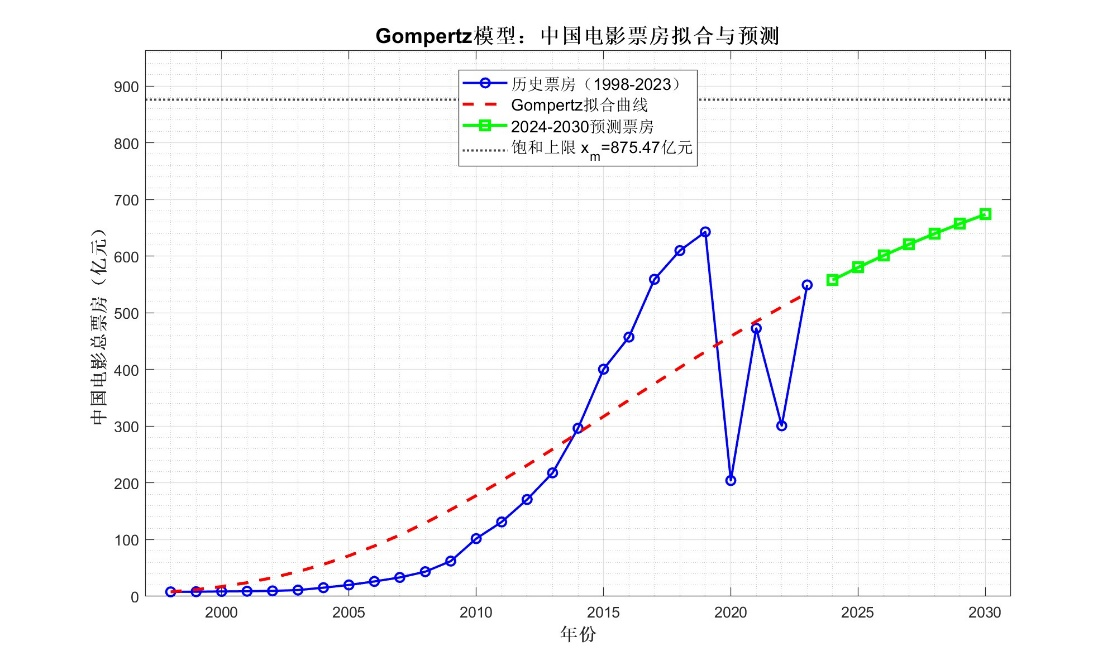 Gompertz模型：中国电影票房拟合与预测
历史票房（1998-2023）
Gompertz拟合曲线
2024-2030预测票房
饱和上限 x_m=875.47亿元
900
800
700
600
500
400
300
200
100
0
中国电影总票房（亿元）
2000 2005 2010 2015 2020 2025 2030
年份